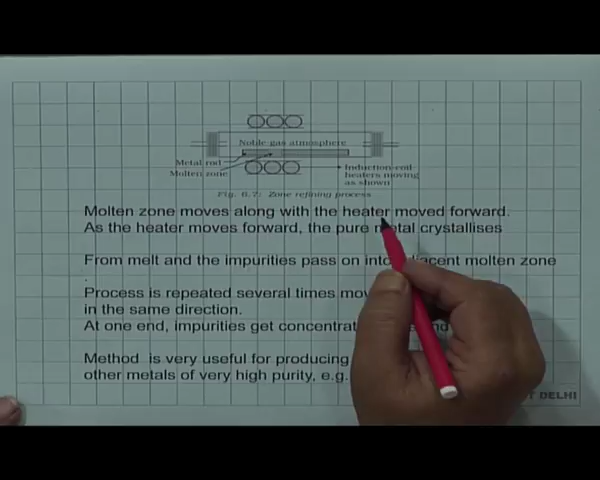 Noble gas atmosphere
Metal rod
Molten zone
Induction-coil
heaters moving
as shown
Fig. 6.7: Zone refining process
Molten zone moves along with the heater moved forward.
As the heater moves forward, the pure metal crystallises
From melt and the impurities pass on into adjacent molten zone
.
Process is repeated several times
in the same direction.
At one end, impurities get
Method is very useful for producing
other metals of very high purity, e.g.
DELHI